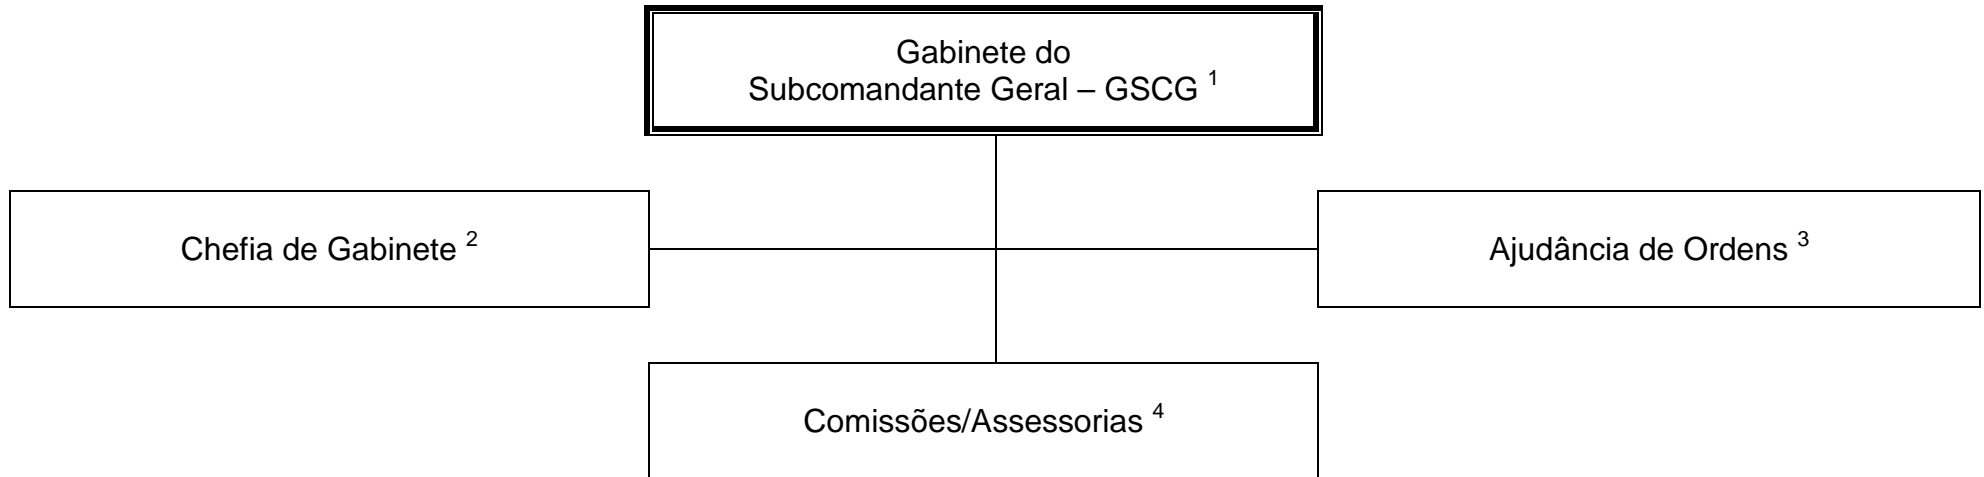 Gabinete do
Subcomandante Geral – GSCG ¹
Chefia de Gabinete ²
Ajudância de Ordens ³
Comissões/Assessorias ⁴